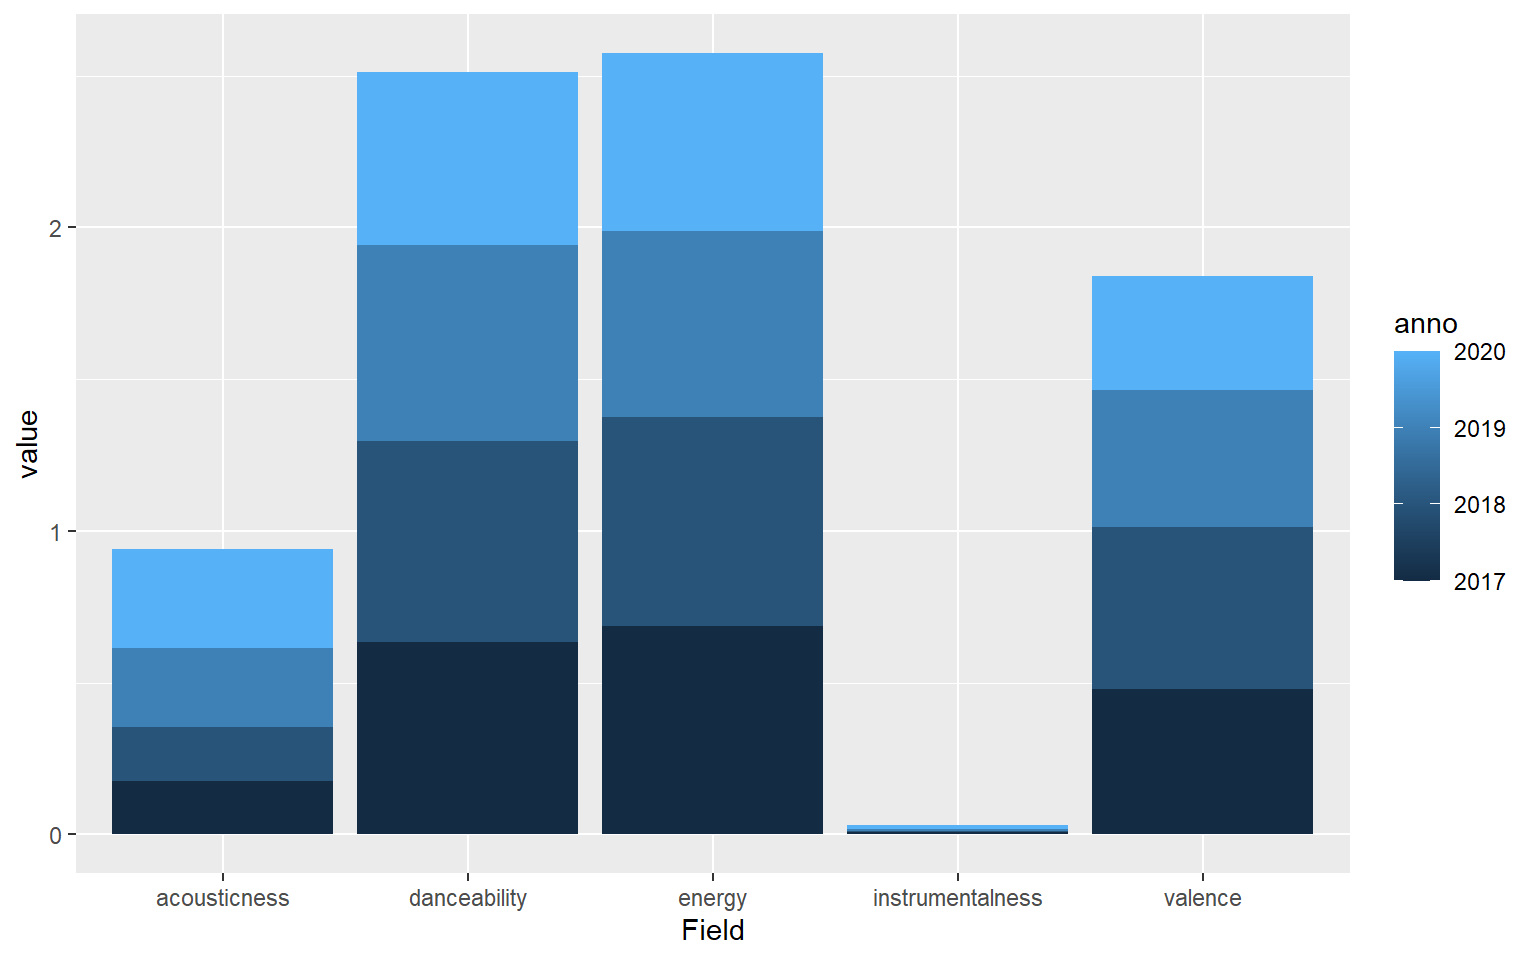 value
2
1
0
acousticness danceability energy instrumentalness valence
Field
anno
2020
2019
2018
2017